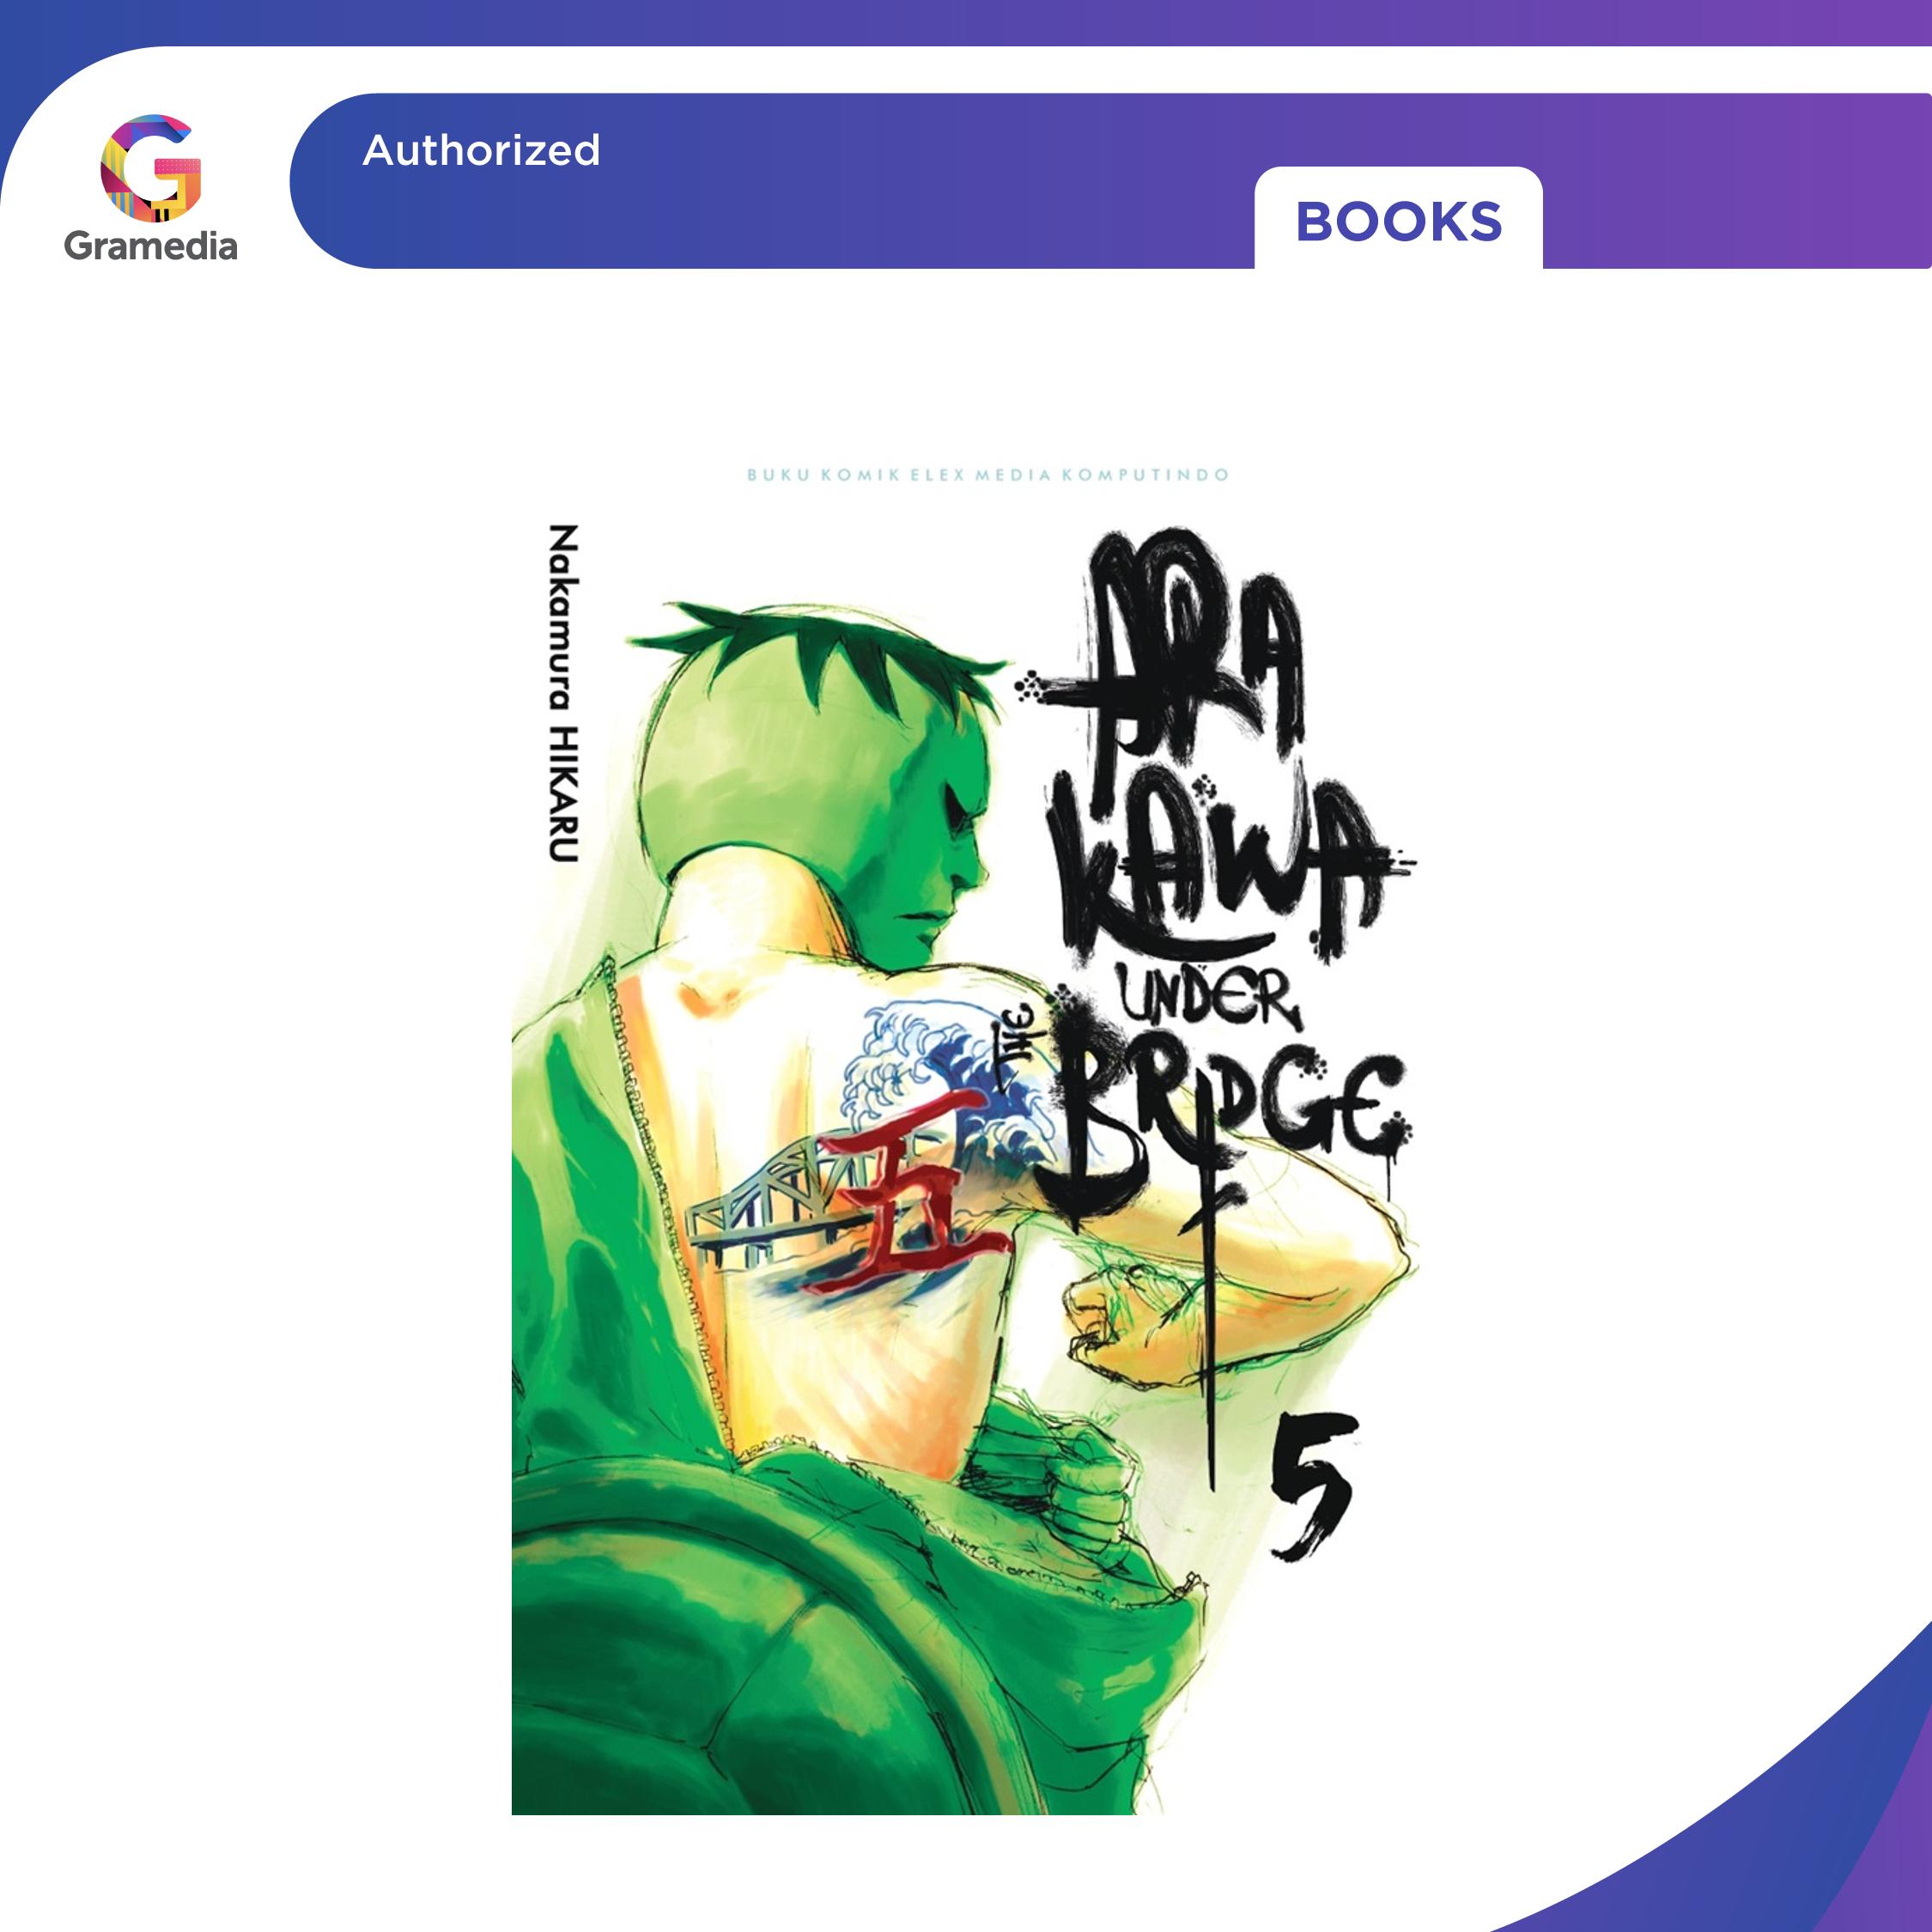 Authorized
Gramedia
BOOKS
BUKU KOMIK ELEX MEDIA KOMPUTINDO
Nakamura HIKARU
ARA
KAWA
UNDER
THE
BRIDGE
五
5